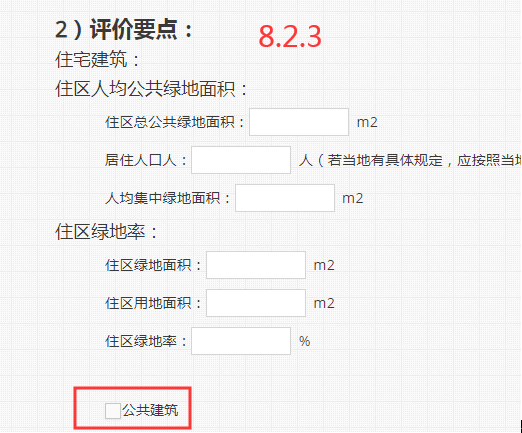 2）评价要点：
8.2.3
住宅建筑：
住区人均公共绿地面积：
住区总公共绿地面积： m2
居住人口人： 人（若当地有具体规定，应按照当地
人均集中绿地面积： m2
住区绿地率：
住区绿地面积： m2
住区用地面积： m2
住区绿地率： %
公共建筑